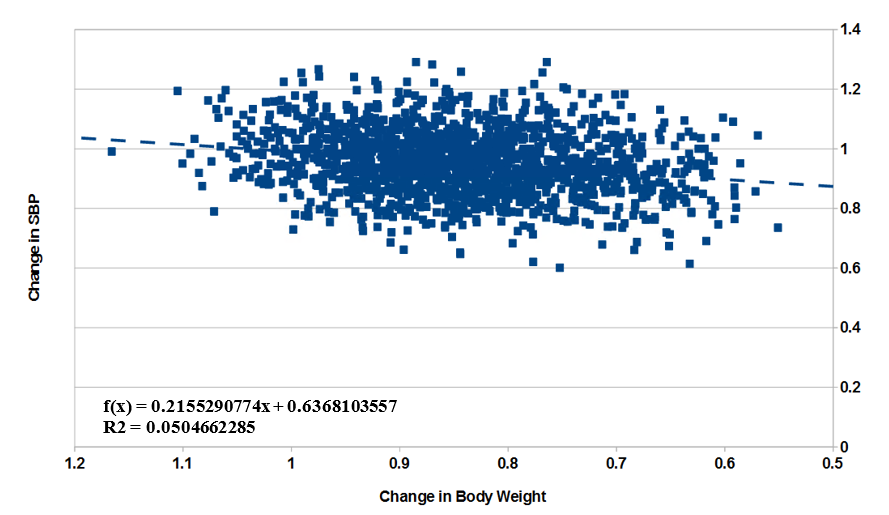 1.4
1.2
1
0.8
0.6
0.4
0.2
0
Change in SBP
f(x) = 0.2155290774x + 0.6368103557
R2 = 0.0504662285
1.2 1.1 1 0.9 0.8 0.7 0.6 0.5
Change in Body Weight